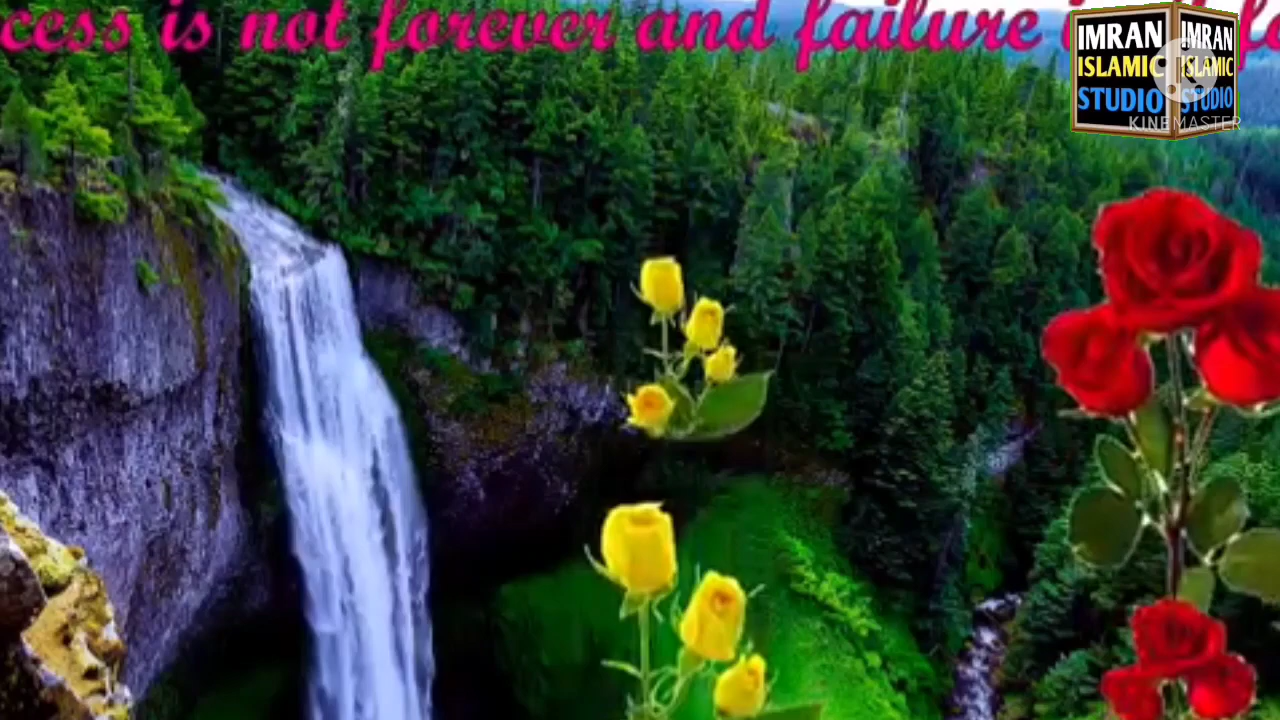 cess is not forever and failure
IMRAN ISLAMIC STUDIO
IMRAN ISLAMIC STUDIO
KINEMASTER